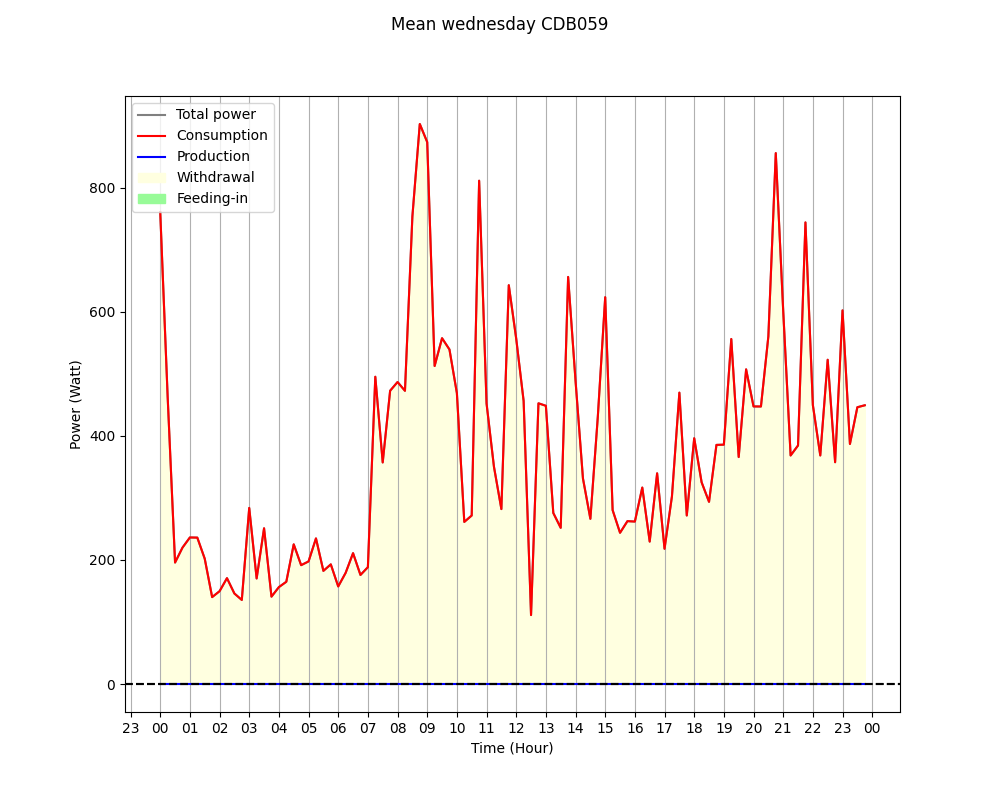 Mean wednesday CDB059
Total power
Consumption
Production
Withdrawal
Feeding-in
800
600
400
200
0
Power (Watt)
23 00 01 02 03 04 05 06 07 08 09 10 11 12 13 14 15 16 17 18 19 20 21 22 23 00
Time (Hour)